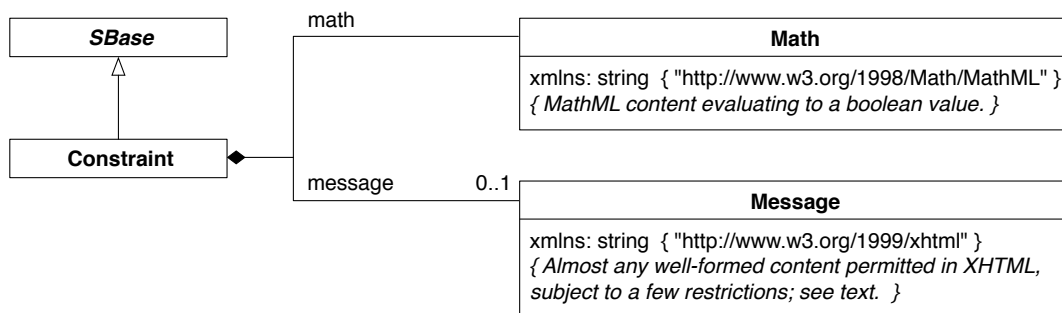 SBase
math
Math
xmlns: string { "http://www.w3.org/1998/Math/MathML" }
{ MathML content evaluating to a boolean value. }
Constraint
message 0..1
Message
xmlns: string { "http://www.w3.org/1999/xhtml" }
{ Almost any well-formed content permitted in XHTML,
subject to a few restrictions; see text. }